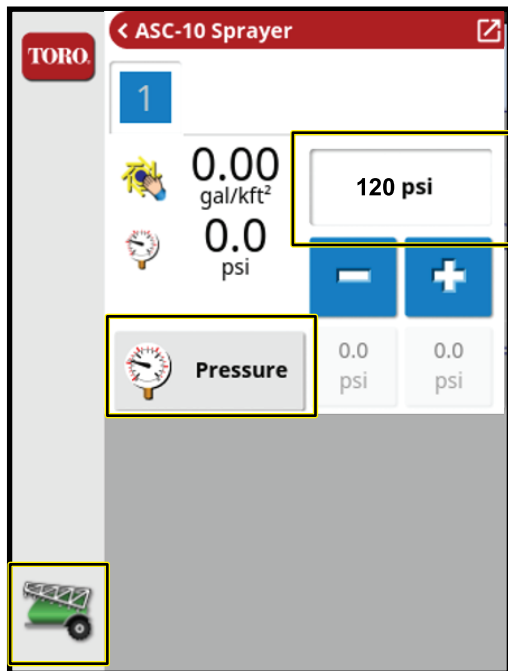 TORO.
< ASC-10 Sprayer
1
0.00
gal/kft²
120 psi
0.0
psi
Pressure
0.0
psi
0.0
psi